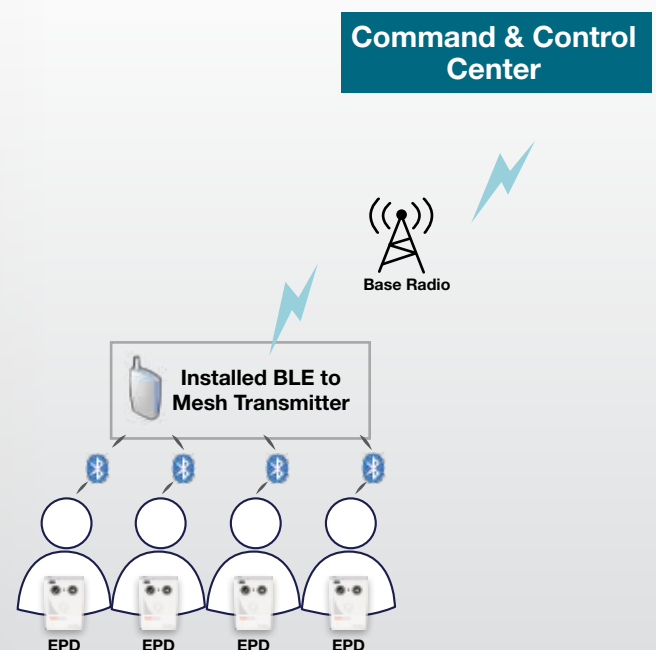 Command & Control
Center
Base Radio
Installed BLE to
Mesh Transmitter
EPD
EPD
EPD
EPD